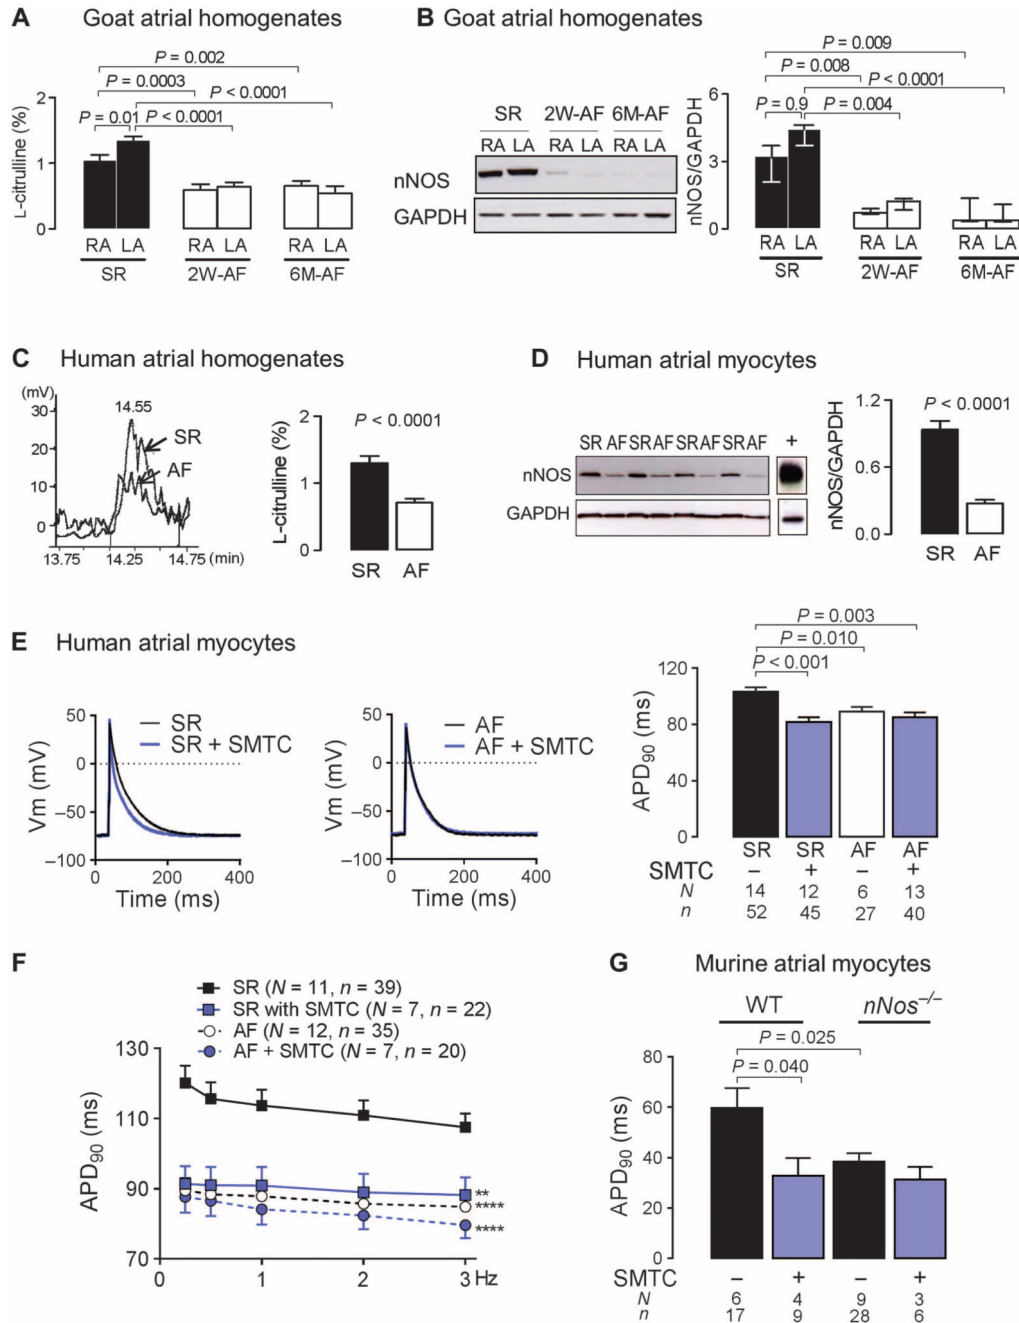 A Goat atrial homogenates
P = 0.002
P = 0.0003
P < 0.0001
P = 0.01 P < 0.0001
L-citrulline (%)
2
1
0
RA LA RA LA RA LA
SR 2W-AF 6M-AF
B Goat atrial homogenates
SR 2W-AF 6M-AF
RA LA RA LA RA LA
nNOS
GAPDH
P = 0.009
P = 0.008
P < 0.0001
P = 0.9 P = 0.004
nNOS/GAPDH
6
3
0
RA LA RA LA RA LA
SR 2W-AF 6M-AF
C Human atrial homogenates
(mV)
30
20
10
0
14.55
SR
AF
13.75 14.25 14.75 (min)
L-citrulline (%)
2
1
0
P < 0.0001
SR AF
D Human atrial myocytes
SR AF SR AF SR AF SR AF +
nNOS
GAPDH
nNOS/GAPDH
1.2
0.6
0.0
P < 0.0001
SR AF
E Human atrial myocytes
Vm (mV)
50
0
−50
−100
SR
SR + SMTC
0 200 400
Time (ms)
Vm (mV)
50
0
−50
−100
AF
AF + SMTC
0 200 400
Time (ms)
P = 0.003
P = 0.010
P < 0.001
APD90 (ms)
120
80
40
0
SR SR AF AF
SMTC − + − +
N 14 12 6 13
n 52 45 27 40
F
SR (N = 11, n = 39)
SR with SMTC (N = 7, n = 22)
AF (N = 12, n = 35)
AF + SMTC (N = 7, n = 20)
APD90 (ms)
130
110
90
70
**
****
****
0 1 2 3 Hz
G Murine atrial myocytes
WT nNos−/−
P = 0.025
P = 0.040
APD90 (ms)
80
60
40
20
0
SMTC − + − +
N 6 4 9 3
n 17 9 28 6